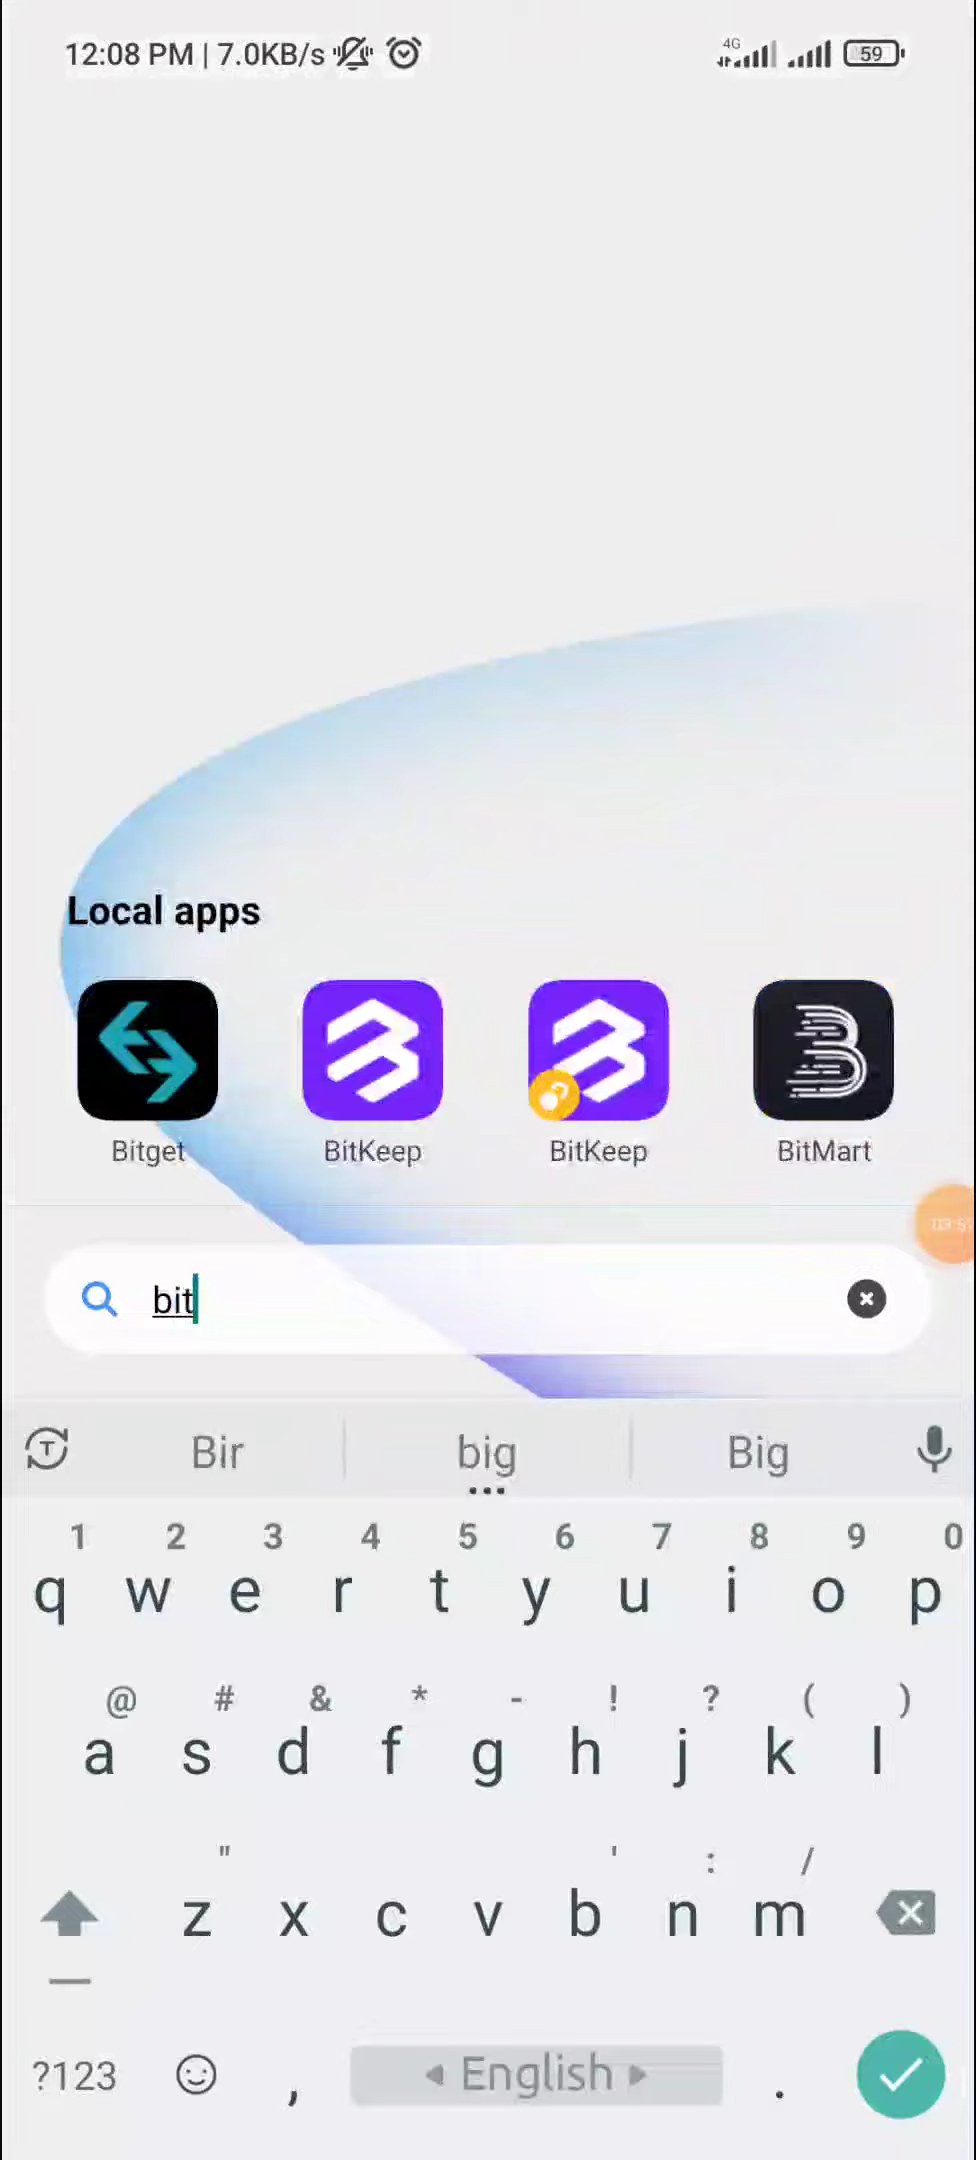 12:08 PM | 7.0KB/s
4G
59
Local apps
Bitget
BitKeep
BitKeep
BitMart
bit
T
Bir
big
Big
1 2 3 4 5 6 7 8 9 0
q w e r t y u i o p
@ # & * - ! ? ( )
a s d f g h j k l
" ' : /
z x c v b n m
?123
,
English
.